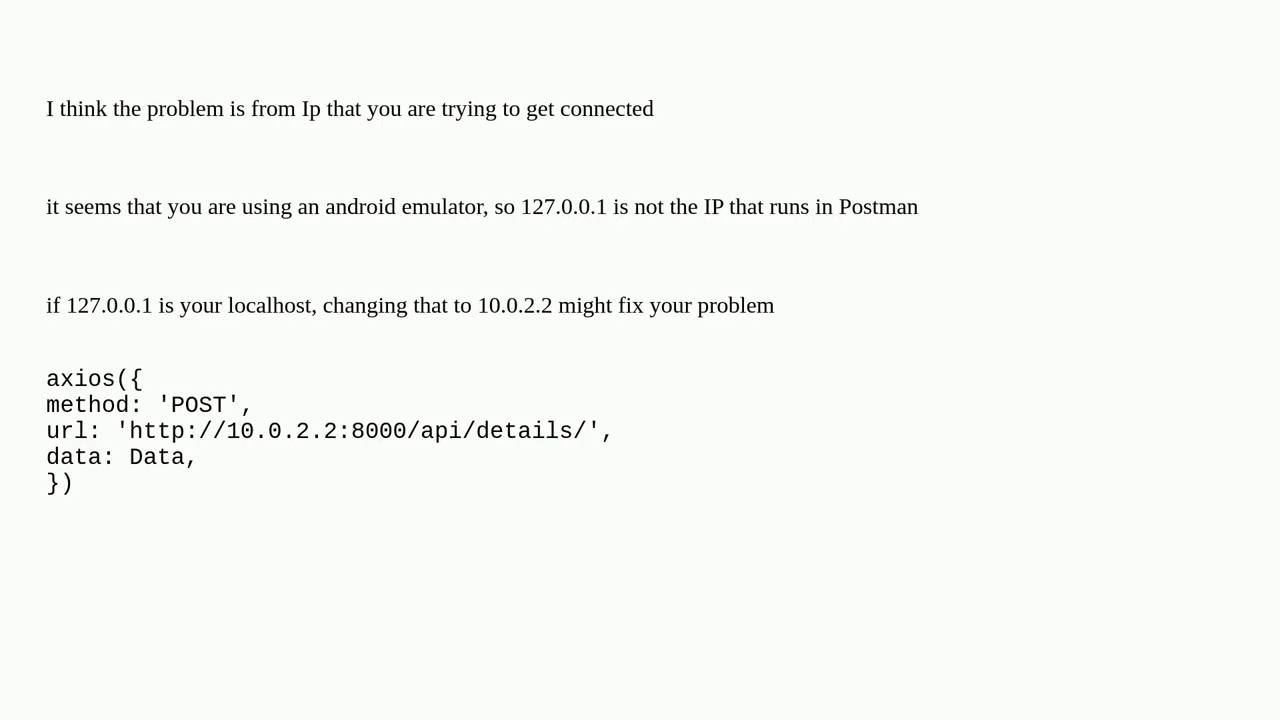 I think the problem is from Ip that you are trying to get connected
it seems that you are using an android emulator, so 127.0.0.1 is not the IP that runs in Postman
if 127.0.0.1 is your localhost, changing that to 10.0.2.2 might fix your problem
axios({
method: 'POST',
url: 'http://10.0.2.2:8000/api/details/',
data: Data,
})